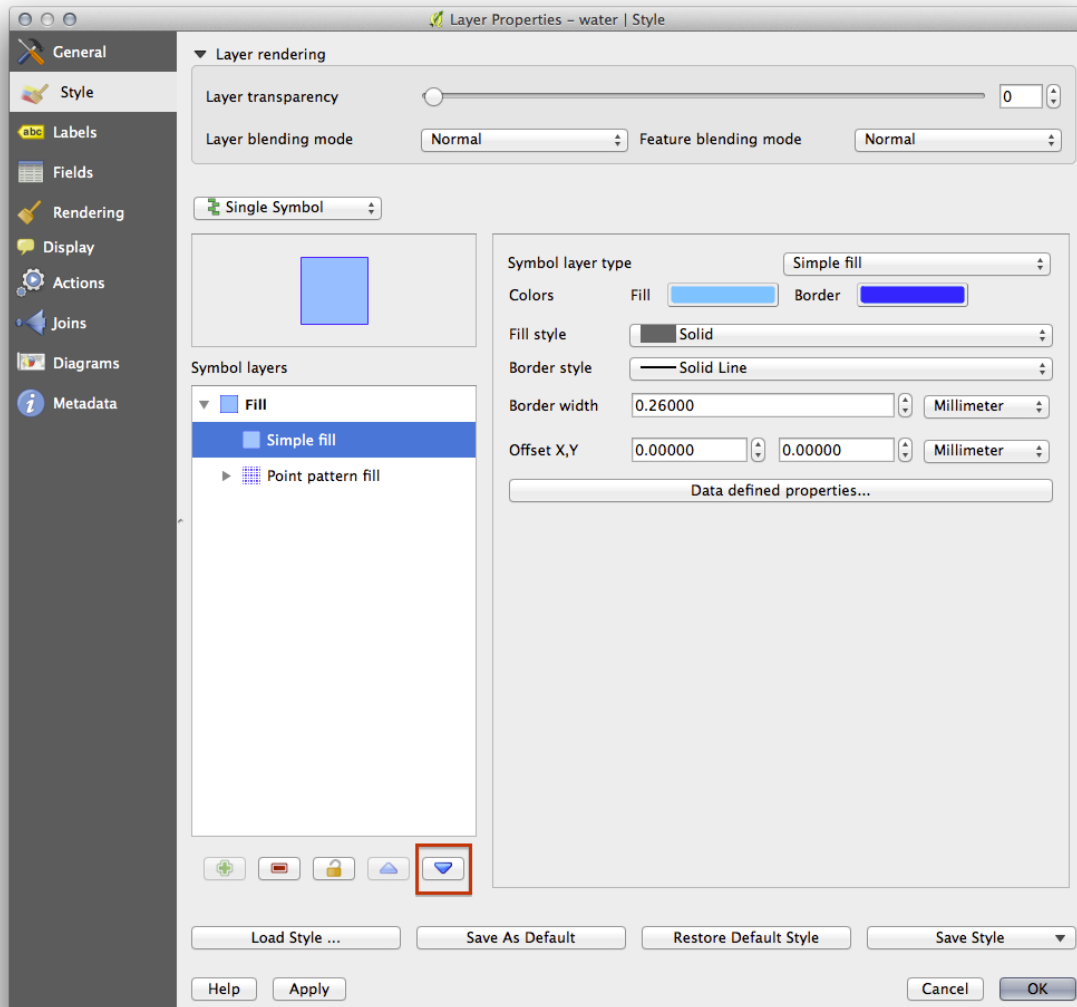 Layer Properties - water | Style
General
Style
abc Labels
Fields
Rendering
Display
Actions
Joins
Diagrams
Metadata
Layer rendering
Layer transparency 0
Layer blending mode Normal Feature blending mode Normal
Single Symbol
Symbol layers
Fill
Simple fill
Point pattern fill
Symbol layer type Simple fill
Colors Fill Border
Fill style Solid
Border style Solid Line
Border width 0.26000 Millimeter
Offset X,Y 0.00000 0.00000 Millimeter
Data defined properties...
Load Style ... Save As Default Restore Default Style Save Style
Help Apply Cancel OK